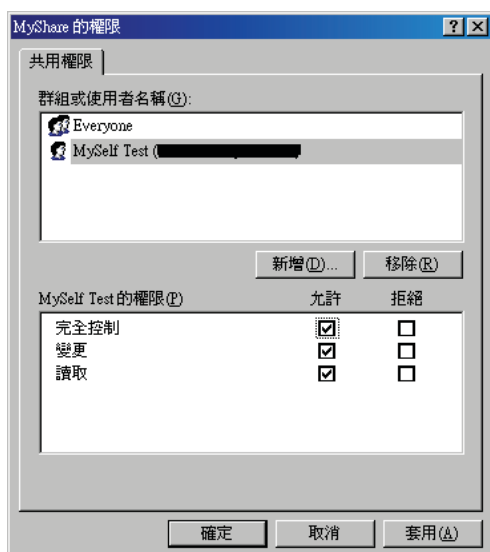 MyShare 的權限
共用權限
群組或使用者名稱(G):
Everyone
MySelf Test (
新增(D)... 移除(R)
MySelf Test 的權限(P) 允許 拒絕
完全控制
變更
讀取
確定 取消 套用(A)